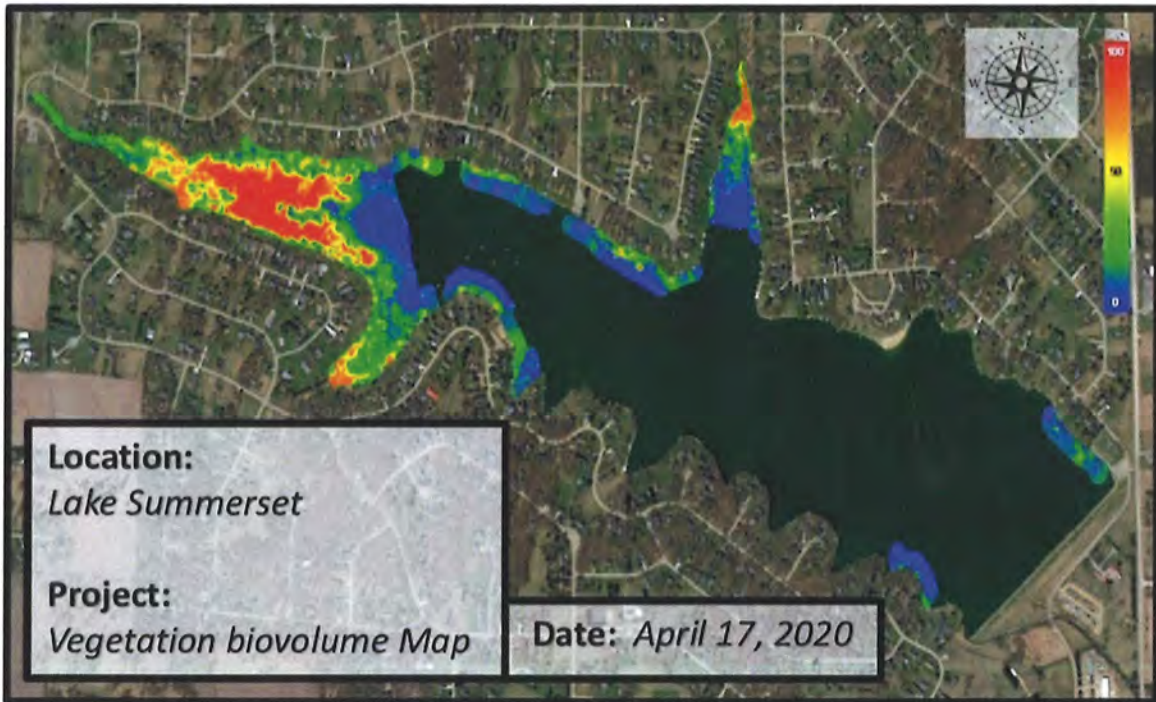 N
W
E
S
100
0
Location:
Lake Summerset
Project:
Vegetation biovolume Map
Date: April 17, 2020